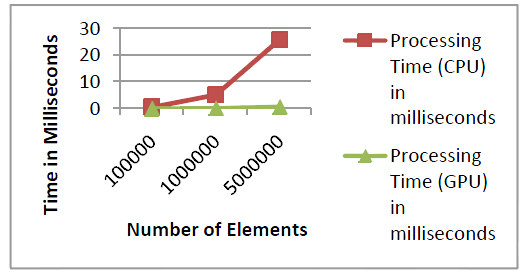 30
20
10
0
Time in Milliseconds
100000
1000000
5000000
Number of Elements
Processing
Time (CPU)
in
milliseconds
Processing
Time (GPU)
in
milliseconds